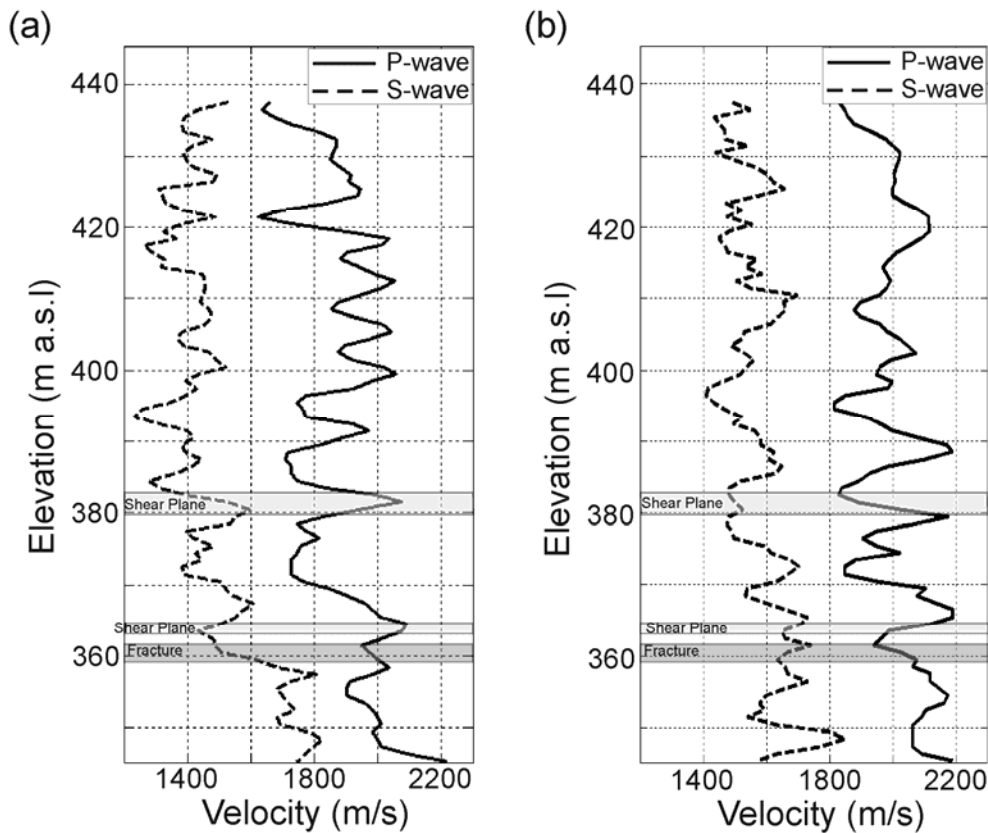 (a)
P-wave
S-wave
440
420
400
380
360
Elevation (m a.s.l)
Shear Plane
Shear Plane
Fracture
1400
1800
2200
Velocity (m/s)
(b)
P-wave
S-wave
440
420
400
380
360
Elevation (m a.s.l)
Shear Plane
Shear Plane
Fracture
1400
1800
2200
Velocity (m/s)